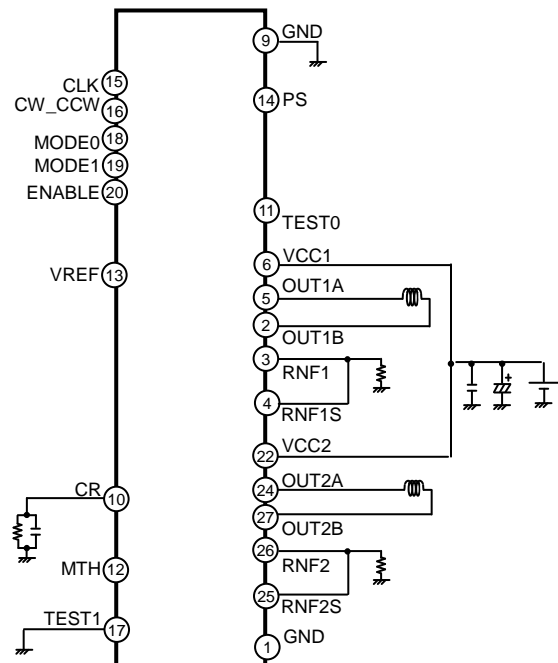 9 GND
14 PS
15 CLK
16 CW_CCW
18 MODE0
19 MODE1
20 ENABLE
11 TEST0
6 VCC1
VREF 13
5 OUT1A
2 OUT1B
3 RNF1
4 RNF1S
+
22 VCC2
24 OUT2A
CR 10
27 OUT2B
26 RNF2
MTH 12
25 RNF2S
TEST1 17
1 GND